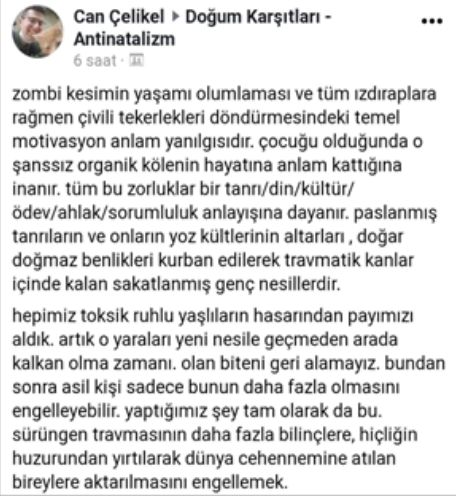 Can Çelikel ▸ Doğum Karşıtları -
Antinatalizm
6 saat ·
zombi kesimin yaşamı olumlaması ve tüm ızdıraplara
rağmen çivili tekerlekleri döndürmesindeki temel
motivasyon anlam yanılgısıdır. çocuğu olduğunda o
şanssız organik kölenin hayatına anlam kattığına
inanır. tüm bu zorluklar bir tanrı/din/kültür/
ödev/ahlak/sorumluluk anlayışına dayanır. paslanmış
tanrıların ve onların yoz kültlerinin altarları , doğar
doğmaz benlikleri kurban edilerek travmatik kanlar
içinde kalan sakatlanmış genç nesillerdir.
hepimiz toksik ruhlu yaşlıların hasarından payımızı
aldık. artık o yaraları yeni nesile geçmeden arada
kalkan olma zamanı. olan biteni geri alamayız. bundan
sonra asil kişi sadece bunun daha fazla olmasını
engelleyebilir. yaptığımız şey tam olarak da bu.
sürüngen travmasının daha fazla bilinçlere, hiçliğin
huzurundan yırtılarak dünya cehennemine atılan
bireylere aktarılmasını engellemek.